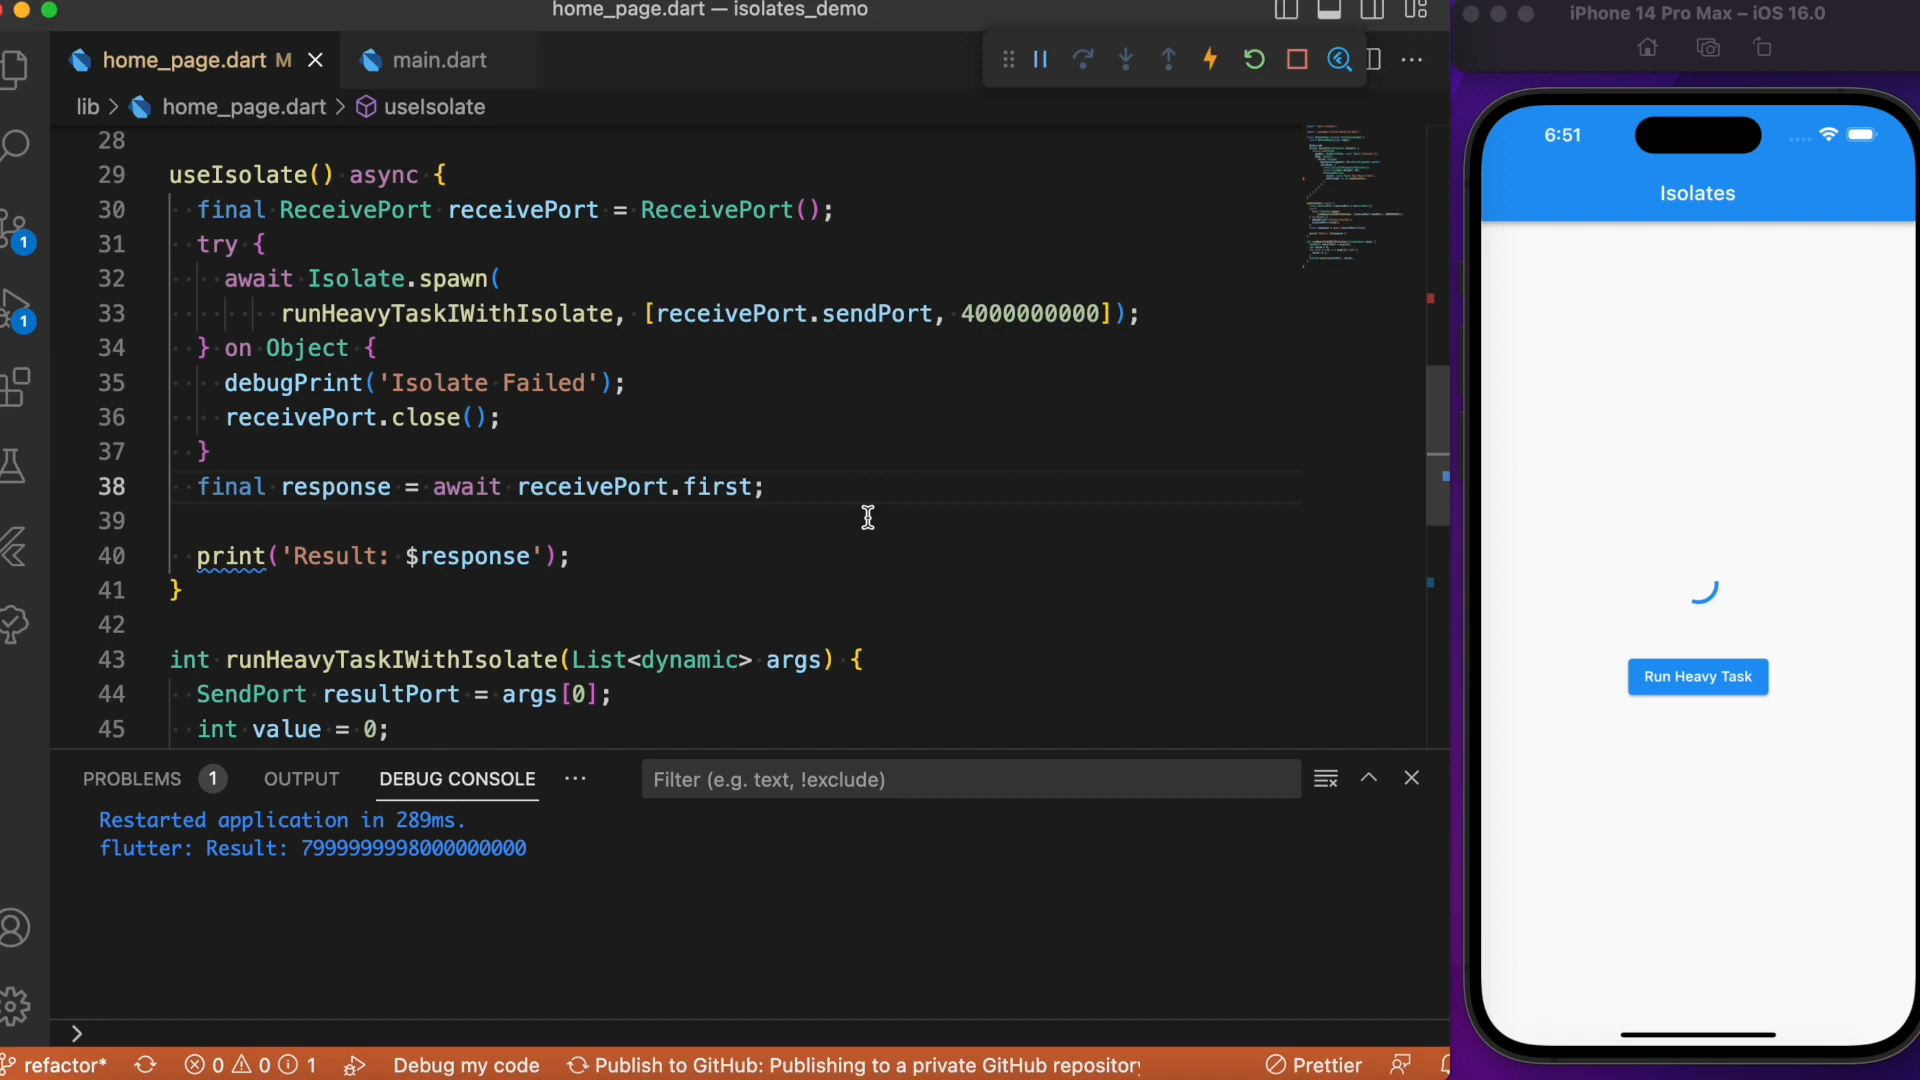 home_page.dart — isolates_demo
home_page.dart M
main.dart
lib > home_page.dart > useIsolate
28
29 useIsolate() async {
30 final ReceivePort receivePort = ReceivePort();
31 try {
32 await Isolate.spawn(
33 runHeavyTaskIWithIsolate, [receivePort.sendPort, 4000000000]);
34 } on Object {
35 debugPrint('Isolate Failed');
36 receivePort.close();
37 }
38 final response = await receivePort.first;
39
40 print('Result: $response');
41 }
42
43 int runHeavyTaskIWithIsolate(List<dynamic> args) {
44 SendPort resultPort = args[0];
45 int value = 0;
1
1
PROBLEMS 1 OUTPUT DEBUG CONSOLE ··· Filter (e.g. text, !exclude)
Restarted application in 289ms.
flutter: Result: 7999999998000000000
>
refactor* 0 0 1 Debug my code Publish to GitHub: Publishing to a private GitHub repository Prettier
iPhone 14 Pro Max – iOS 16.0
6:51
Isolates
Run Heavy Task